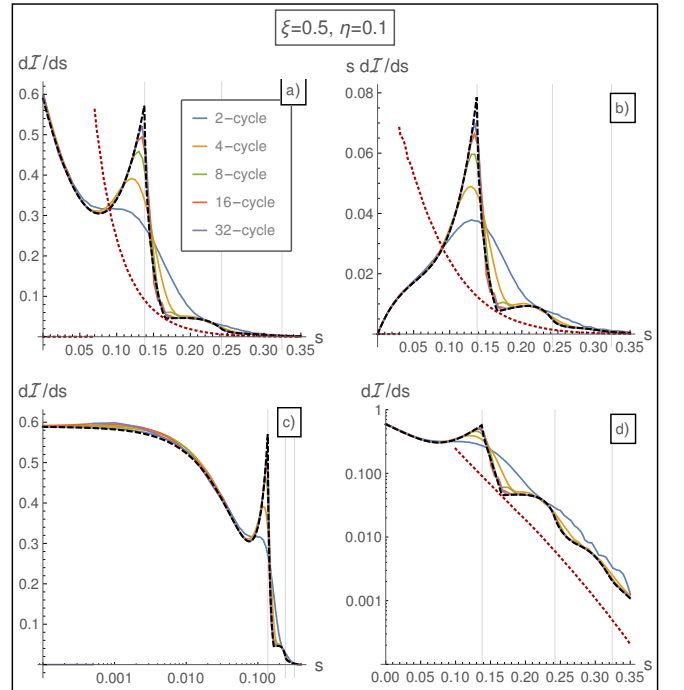 ξ=0.5, η=0.1
dI/ds
s dI/ds
a)
b)
0.6
0.5
0.4
0.3
0.2
0.1
0.05 0.10 0.15 0.20 0.25 0.30 0.35 s
2-cycle
4-cycle
8-cycle
16-cycle
32-cycle
0.08
0.06
0.04
0.02
0.05 0.10 0.15 0.20 0.25 0.30 0.35 s
dI/ds
dI/ds
c)
d)
0.6
0.5
0.4
0.3
0.2
0.1
0.001 0.010 0.100 s
1
0.100
0.010
0.001
0.00 0.05 0.10 0.15 0.20 0.25 0.30 0.35 s